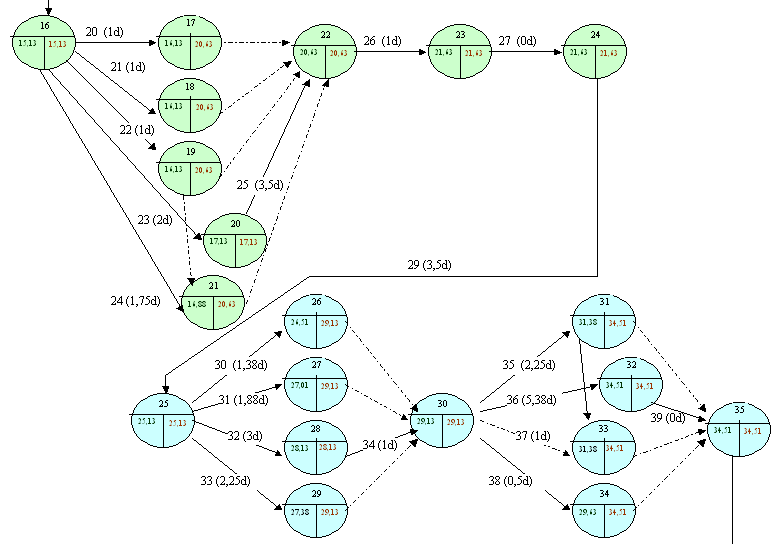 16
15,13 15,13
20 (1d)
17
16,13 20,63
21 (1d)
18
16,13 20,63
22 (1d)
19
16,13 20,63
23 (2d)
20
17,13 17,13
24 (1,75d)
21
16,88 20,63
25 (3,5d)
22
20,63 20,63
26 (1d)
23
21,63 21,63
27 (0d)
24
21,63 21,63
29 (3,5d)
25
25,13 25,13
30 (1,38d)
26
26,51 29,13
31 (1,88d)
27
27,01 29,13
32 (3d)
28
28,13 28,13
33 (2,25d)
29
27,38 29,13
34 (1d)
30
29,13 29,13
35 (2,25d)
31
31,38 34,51
36 (5,38d)
32
34,51 34,51
37 (1d)
33
31,38 34,51
38 (0,5d)
34
29,63 34,51
39 (0d)
35
34,51 34,51